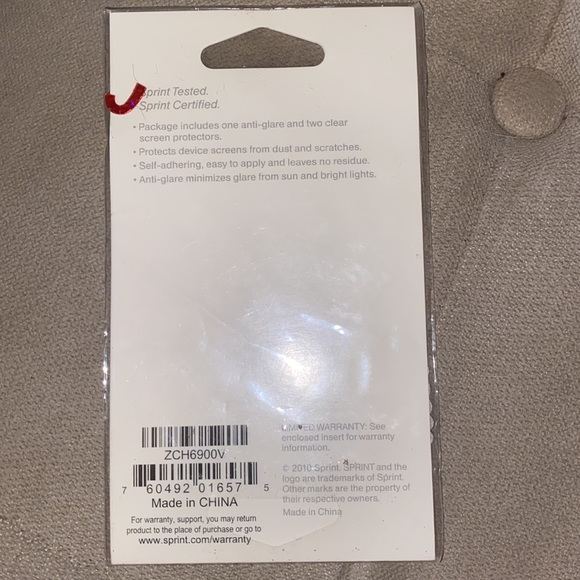 Sprint Tested.
Sprint Certified.
• Package includes one anti-glare and two clear
screen protectors.
• Protects device screens from dust and scratches.
• Self-adhering, easy to apply and leaves no residue.
• Anti-glare minimizes glare from sun and bright lights.
ZCH6900V
7 60492 01657 5
Made in CHINA
For warranty, support, you may return
product to the place of purchase or go to
www.sprint.com/warranty
LIMITED WARRANTY: See
enclosed insert for warranty
information.
© 2010 Sprint. SPRINT and the
logo are trademarks of Sprint.
Other marks are the property of
their respective owners.
Made in China